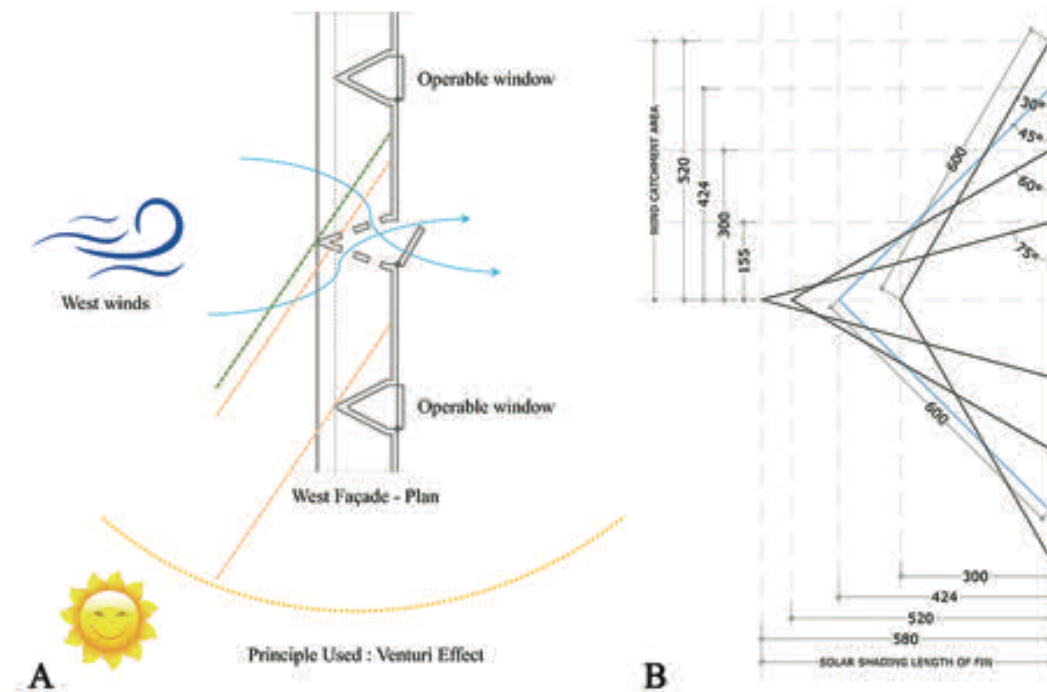 Operable window
West winds
Operable window
West Façade - Plan
Principle Used : Venturi Effect
A
WIND CATCHMENT AREA
520
424
300
155
600
30°
45°
60°
75°
600
300
424
520
580
SOLAR SHADING LENGTH OF FIN
B